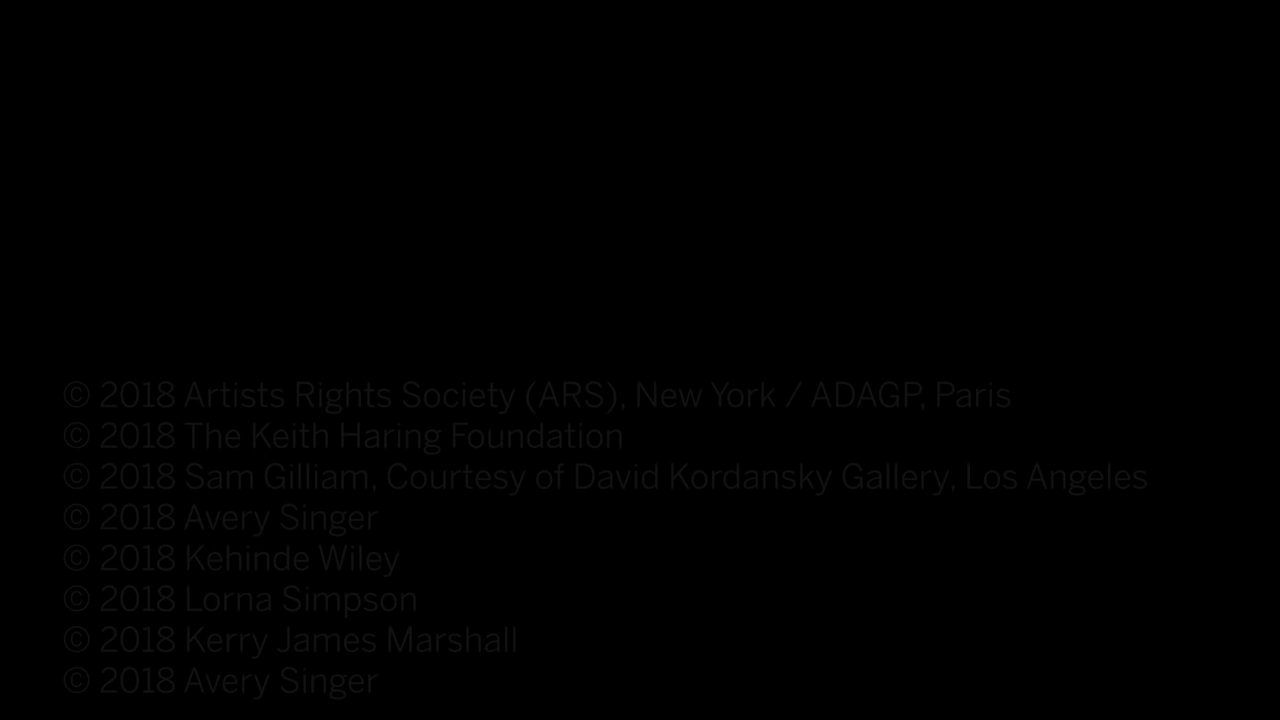 © 2018 Artists Rights Society (ARS), New York / ADAGP, Paris
© 2018 The Keith Haring Foundation
© 2018 Sam Gilliam, Courtesy of David Kordansky Gallery, Los Angeles
© 2018 Avery Singer
© 2018 Kehinde Wiley
© 2018 Lorna Simpson
© 2018 Kerry James Marshall
© 2018 Avery Singer